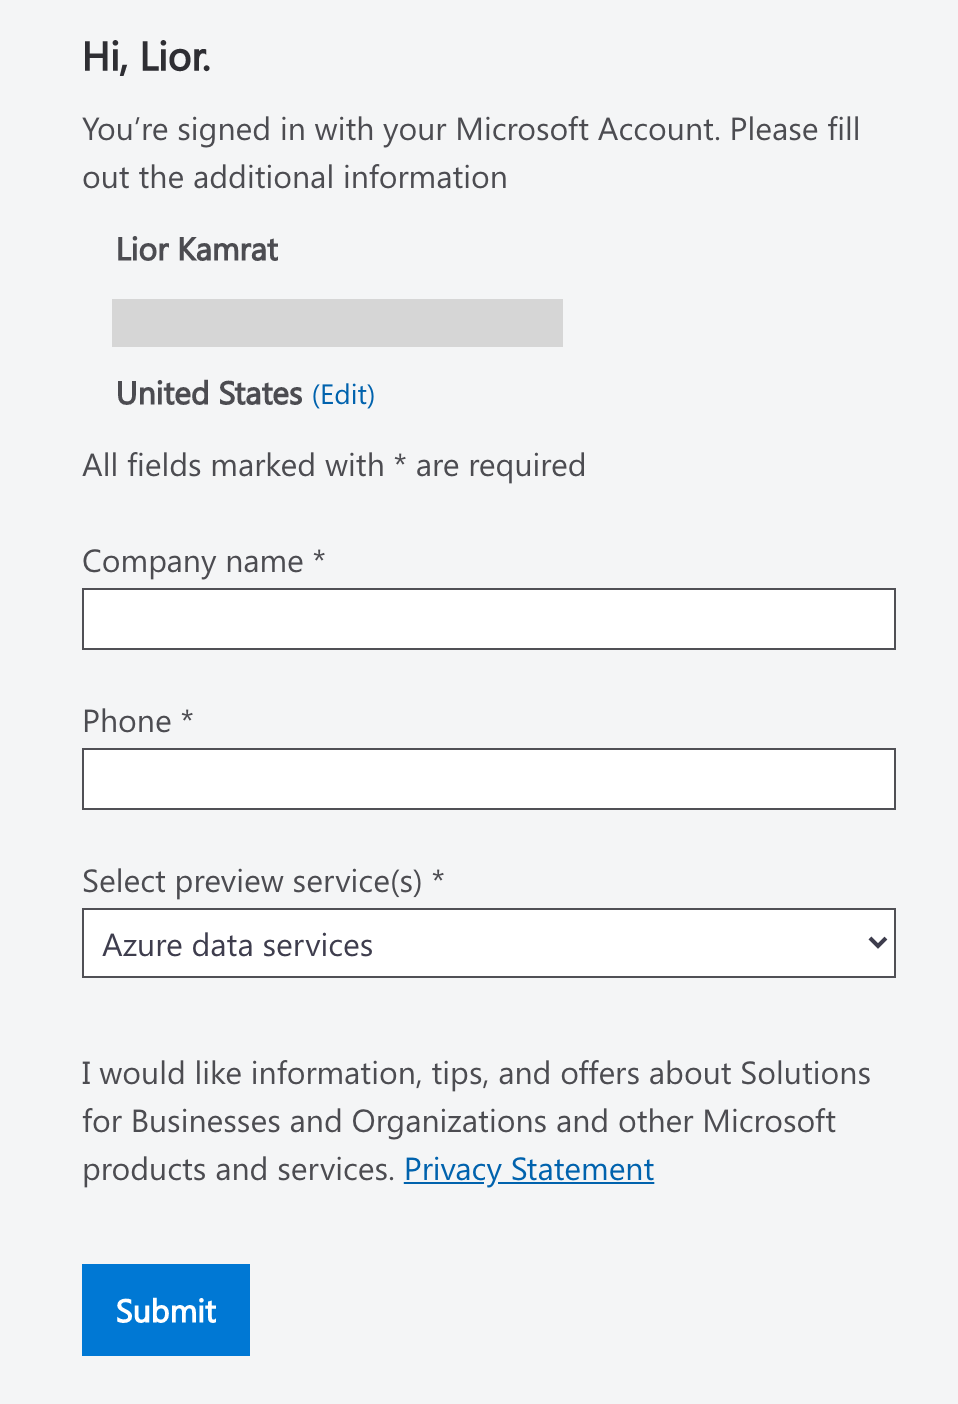 Hi, Lior.
You’re signed in with your Microsoft Account. Please fill
out the additional information
Lior Kamrat
United States (Edit)
All fields marked with * are required
Company name *
Phone *
Select preview service(s) *
Azure data services
I would like information, tips, and offers about Solutions
for Businesses and Organizations and other Microsoft
products and services. Privacy Statement
Submit